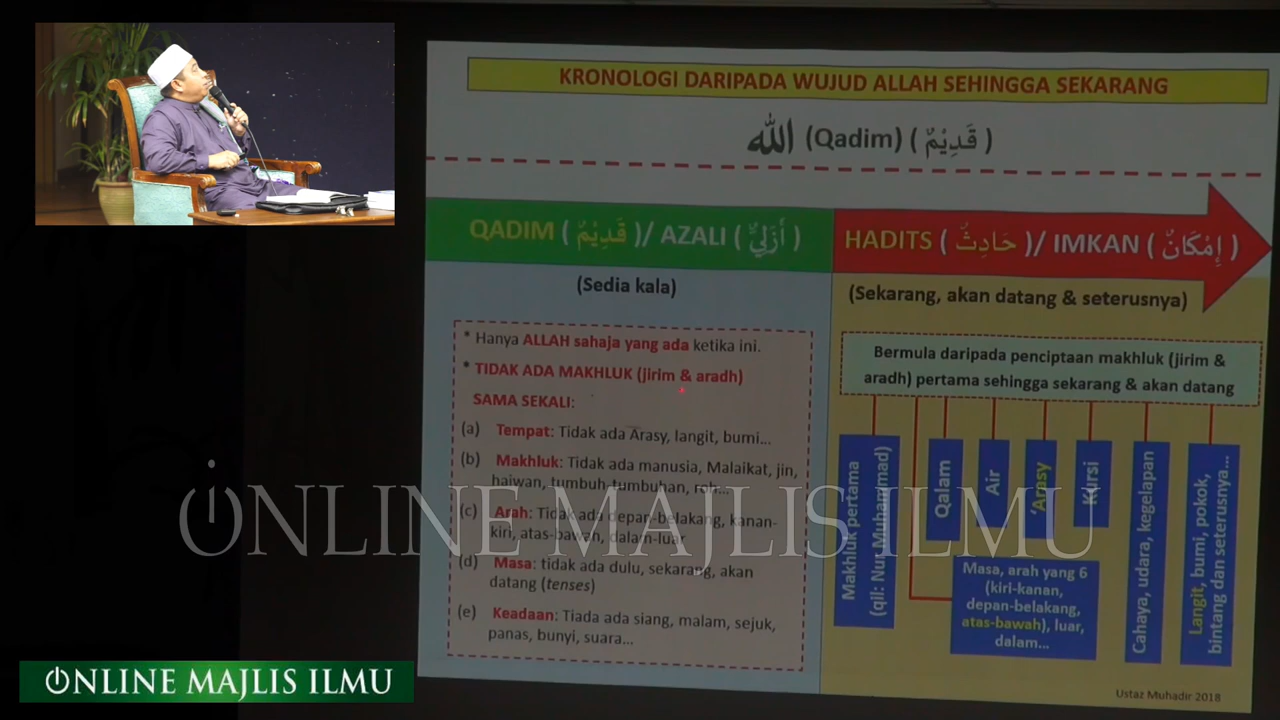 KRONOLOGI DARIPADA WUJUD ALLAH SEHINGGA SEKARANG
الله (Qadim) ( قَدِيْمٌ )
QADIM ( قَدِيْمٌ )/ AZALI ( أَزَلِيٌّ )
(Sedia kala)
* Hanya ALLAH sahaja yang ada ketika ini.
* TIDAK ADA MAKHLUK (jirim & aradh)
SAMA SEKALI:
(a) Tempat: Tidak ada Arasy, langit, bumi...
(b) Makhluk: Tidak ada manusia, Malaikat, jin,
haiwan, tumbuh-tumbuhan, roh...
(c) Arah: Tidak ada depan-belakang, kanan-
kiri, atas-bawah, dalam-luar
(d) Masa: tidak ada dulu, sekarang, akan
datang (tenses)
(e) Keadaan: Tiada ada siang, malam, sejuk,
panas, bunyi, suara...
HADITS ( حَادِثٌ )/ IMKAN ( إِمْكَانٌ )
(Sekarang, akan datang & seterusnya)
Bermula daripada penciptaan makhluk (jirim &
aradh) pertama sehingga sekarang & akan datang
Makhluk pertama
(qil: Nur Muhammad)
Qalam
Air
'Arasy
Kursi
Masa, arah yang 6
(kiri-kanan,
depan-belakang,
atas-bawah), luar,
dalam...
Cahaya, udara, kegelapan
Langit, bumi, pokok,
bintang dan seterusnya...
Ustaz Muhadir 2018
ONLINE MAJLIS ILMU
ONLINE MAJLIS ILMU